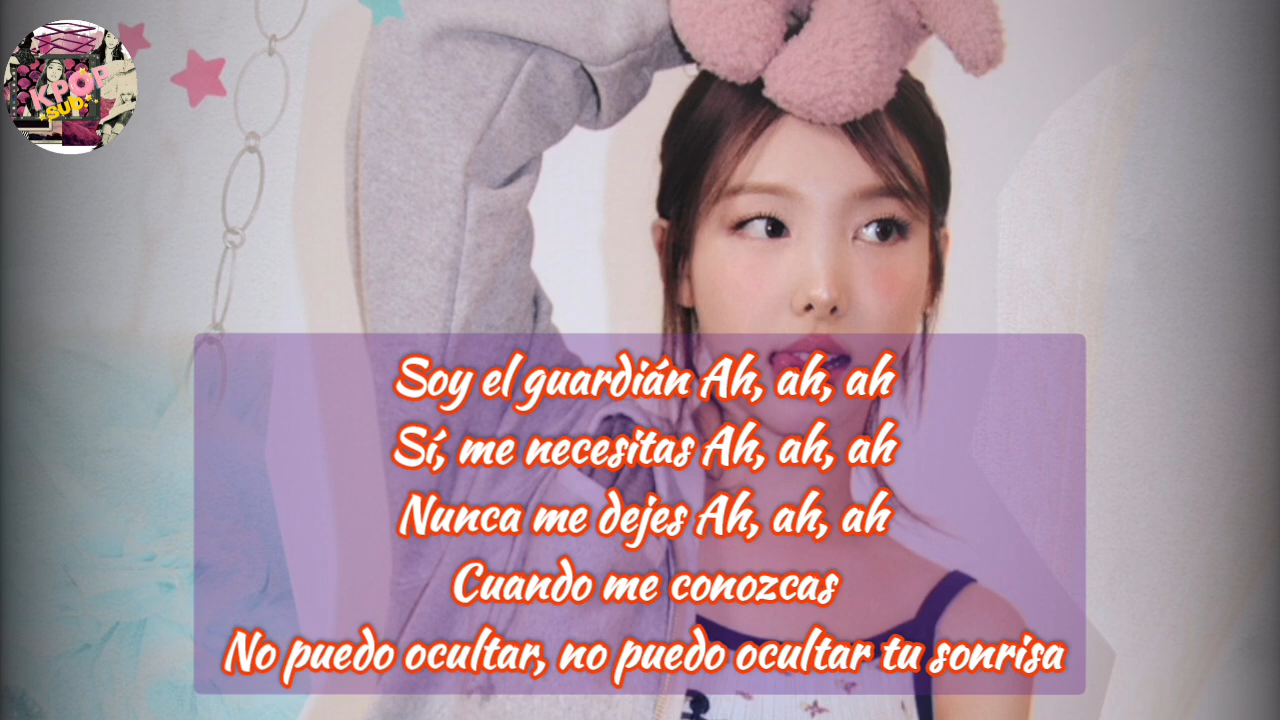 KPOP
SUB.
Soy el guardián Ah, ah, ah
Sí, me necesitas Ah, ah, ah
Nunca me dejes Ah, ah, ah
Cuando me conozcas
No puedo ocultar, no puedo ocultar tu sonrisa